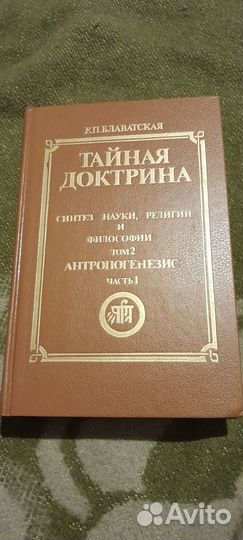 Е.П.БЛАВАТСКАЯ
ТАЙНАЯ
ДОКТРИНА
СИНТЕЗ НАУКИ, РЕЛИГИИ
И
ФИЛОСОФИИ
ТОМ 2
АНТРОПОГЕНЕЗИС
ЧАСТЬ 1
Avito